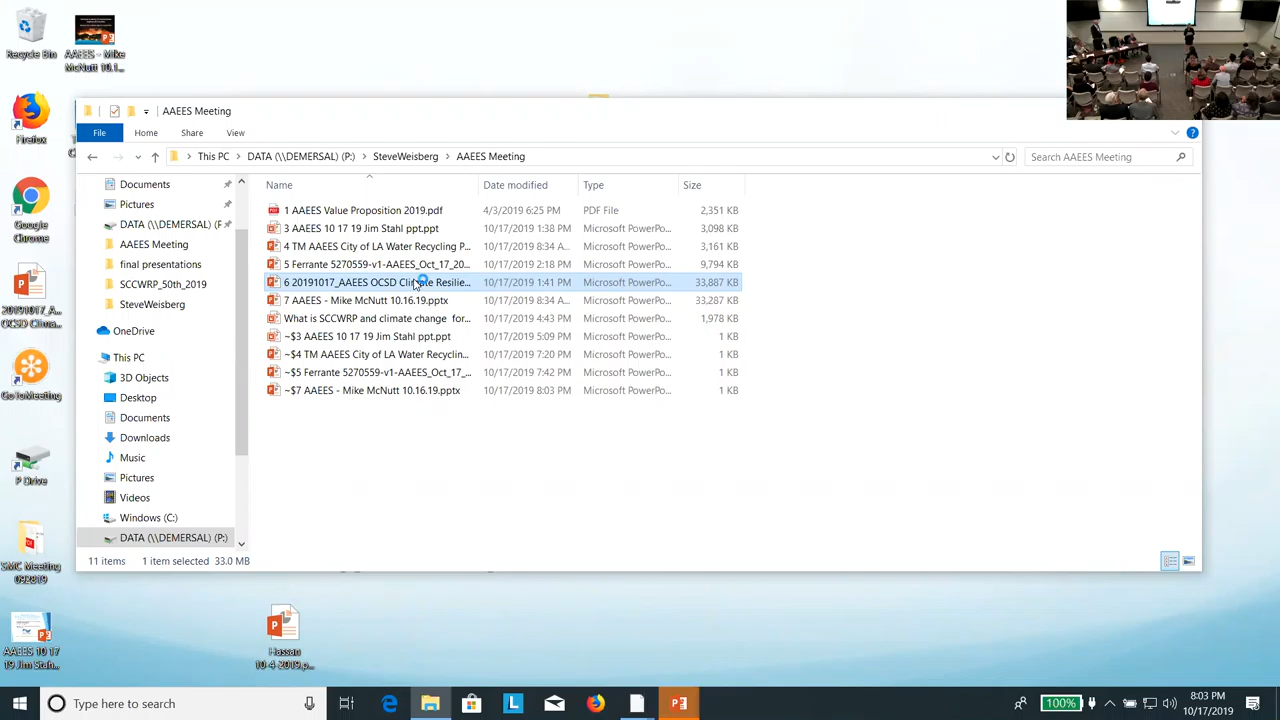 Recycle Bin
AAEES - Mike
McNutt 10.1...
Firefox
Google
Chrome
20191017_A...
OCSD Clima...
GoToMeeting
P Drive
SMC Meeting
092819
AAEES 10 17
19 Jim Stah...
Hassan
10-4-2019.p...
AAEES Meeting
File
Home
Share
View
This PC
DATA (\\DEMERSAL) (P:)
SteveWeisberg
AAEES Meeting
Search AAEES Meeting
Documents
Pictures
DATA (\\DEMERSAL) (F
AAEES Meeting
final presentations
SCCWRP_50th_2019
SteveWeisberg
OneDrive
This PC
3D Objects
Desktop
Documents
Downloads
Music
Pictures
Videos
Windows (C:)
DATA (\\DEMERSAL) (P:)
Name Date modified Type Size
1 AAEES Value Proposition 2019.pdf 4/3/2019 6:25 PM PDF File 2,351 KB
3 AAEES 10 17 19 Jim Stahl ppt.ppt 10/17/2019 1:38 PM Microsoft PowerPo... 3,098 KB
4 TM AAEES City of LA Water Recycling P... 10/17/2019 8:34 A... Microsoft PowerPo... 3,161 KB
5 Ferrante 5270559-v1-AAEES_Oct_17_20... 10/17/2019 2:18 PM Microsoft PowerPo... 9,794 KB
6 20191017_AAEES OCSD Climate Resilie... 10/17/2019 1:41 PM Microsoft PowerPo... 33,887 KB
7 AAEES - Mike McNutt 10.16.19.pptx 10/17/2019 8:34 A... Microsoft PowerPo... 33,287 KB
What is SCCWRP and climate change for... 10/17/2019 4:43 PM Microsoft PowerPo... 1,978 KB
~$3 AAEES 10 17 19 Jim Stahl ppt.ppt 10/17/2019 5:09 PM Microsoft PowerPo... 1 KB
~$4 TM AAEES City of LA Water Recyclin... 10/17/2019 5:20 PM Microsoft PowerPo... 1 KB
~$5 Ferrante 5270559-v1-AAEES_Oct_17_... 10/17/2019 7:42 PM Microsoft PowerPo... 1 KB
~$7 AAEES - Mike McNutt 10.16.19.pptx 10/17/2019 8:03 PM Microsoft PowerPo... 1 KB
11 items 1 item selected 33.0 MB
Type here to search
100%
8:03 PM
10/17/2019